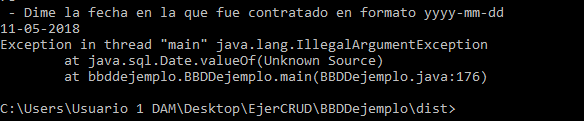 - Dime la fecha en la que fue contratado en formato yyyy-mm-dd
11-05-2018
Exception in thread "main" java.lang.IllegalArgumentException
at java.sql.Date.valueOf(Unknown Source)
at bbddejemplo.BBDDejemplo.main(BBDDejemplo.java:176)
C:\Users\Usuario 1 DAM\Desktop\EjerCRUD\BBDDejemplo\dist>